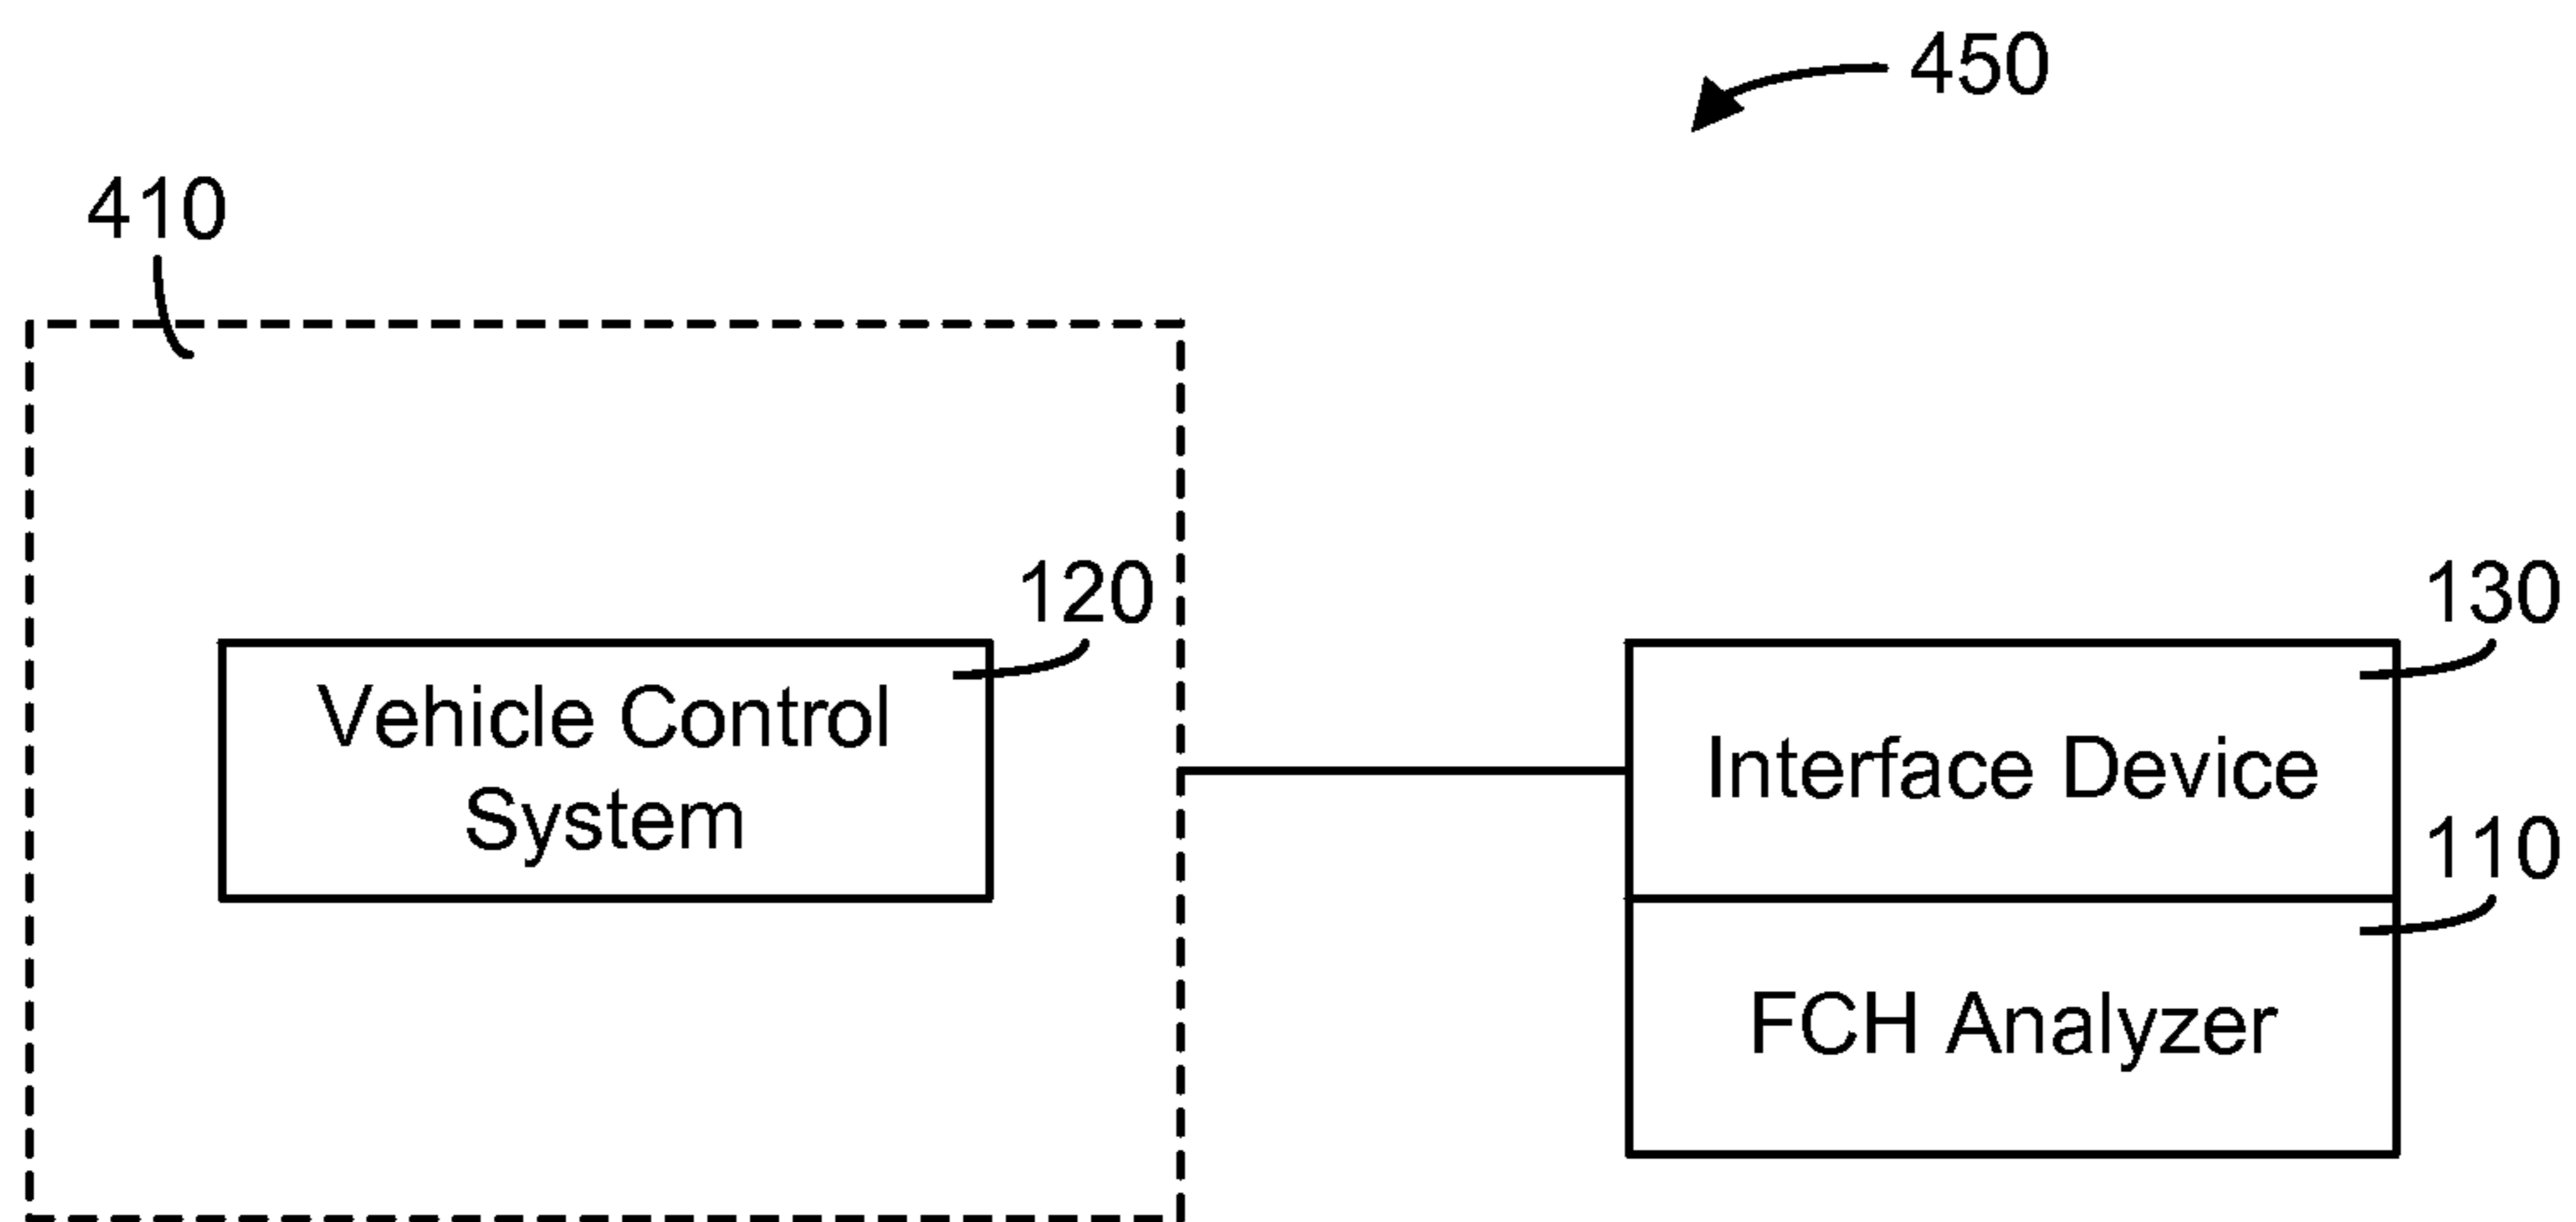 450
410
120
Vehicle Control
System
130
Interface Device
110
FCH Analyzer